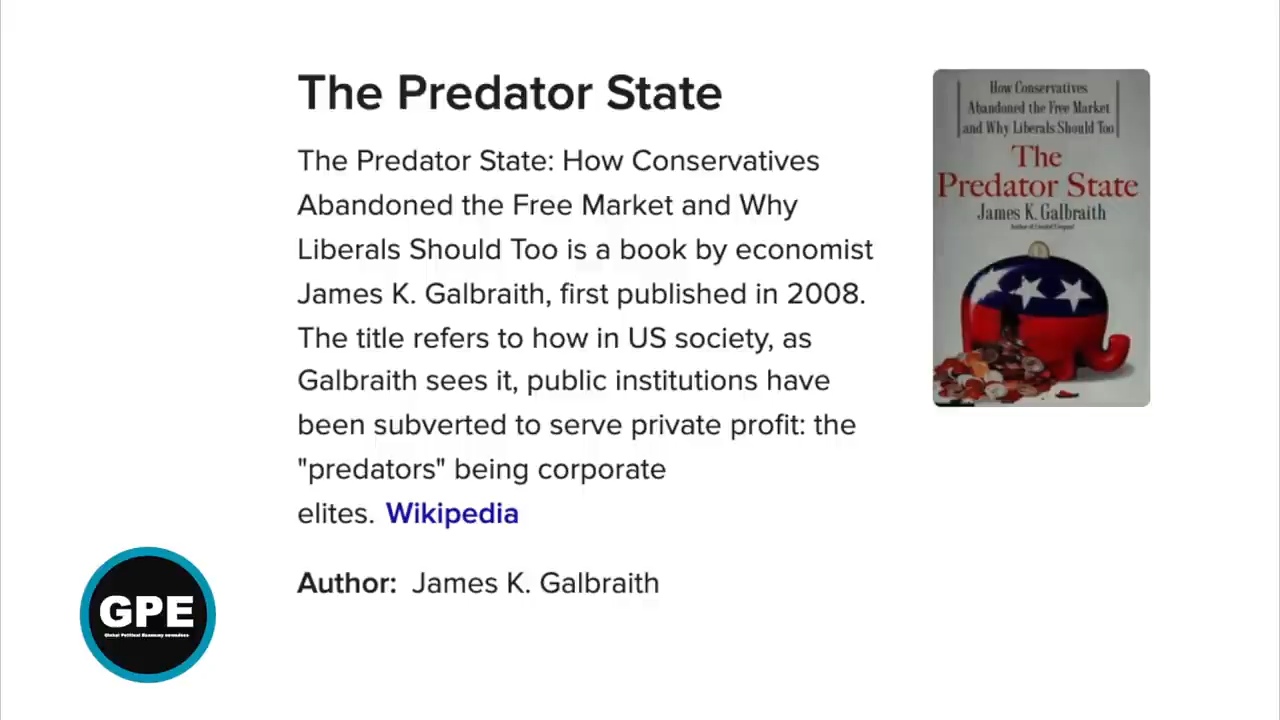 The Predator State
The Predator State: How Conservatives
Abandoned the Free Market and Why
Liberals Should Too is a book by economist
James K. Galbraith, first published in 2008.
The title refers to how in US society, as
Galbraith sees it, public institutions have
been subverted to serve private profit: the
"predators" being corporate
elites. Wikipedia
Author: James K. Galbraith
How Conservatives
Abandoned the Free Market
and Why Liberals Should Too
The
Predator State
James K. Galbraith
GPE
Global Political Economy